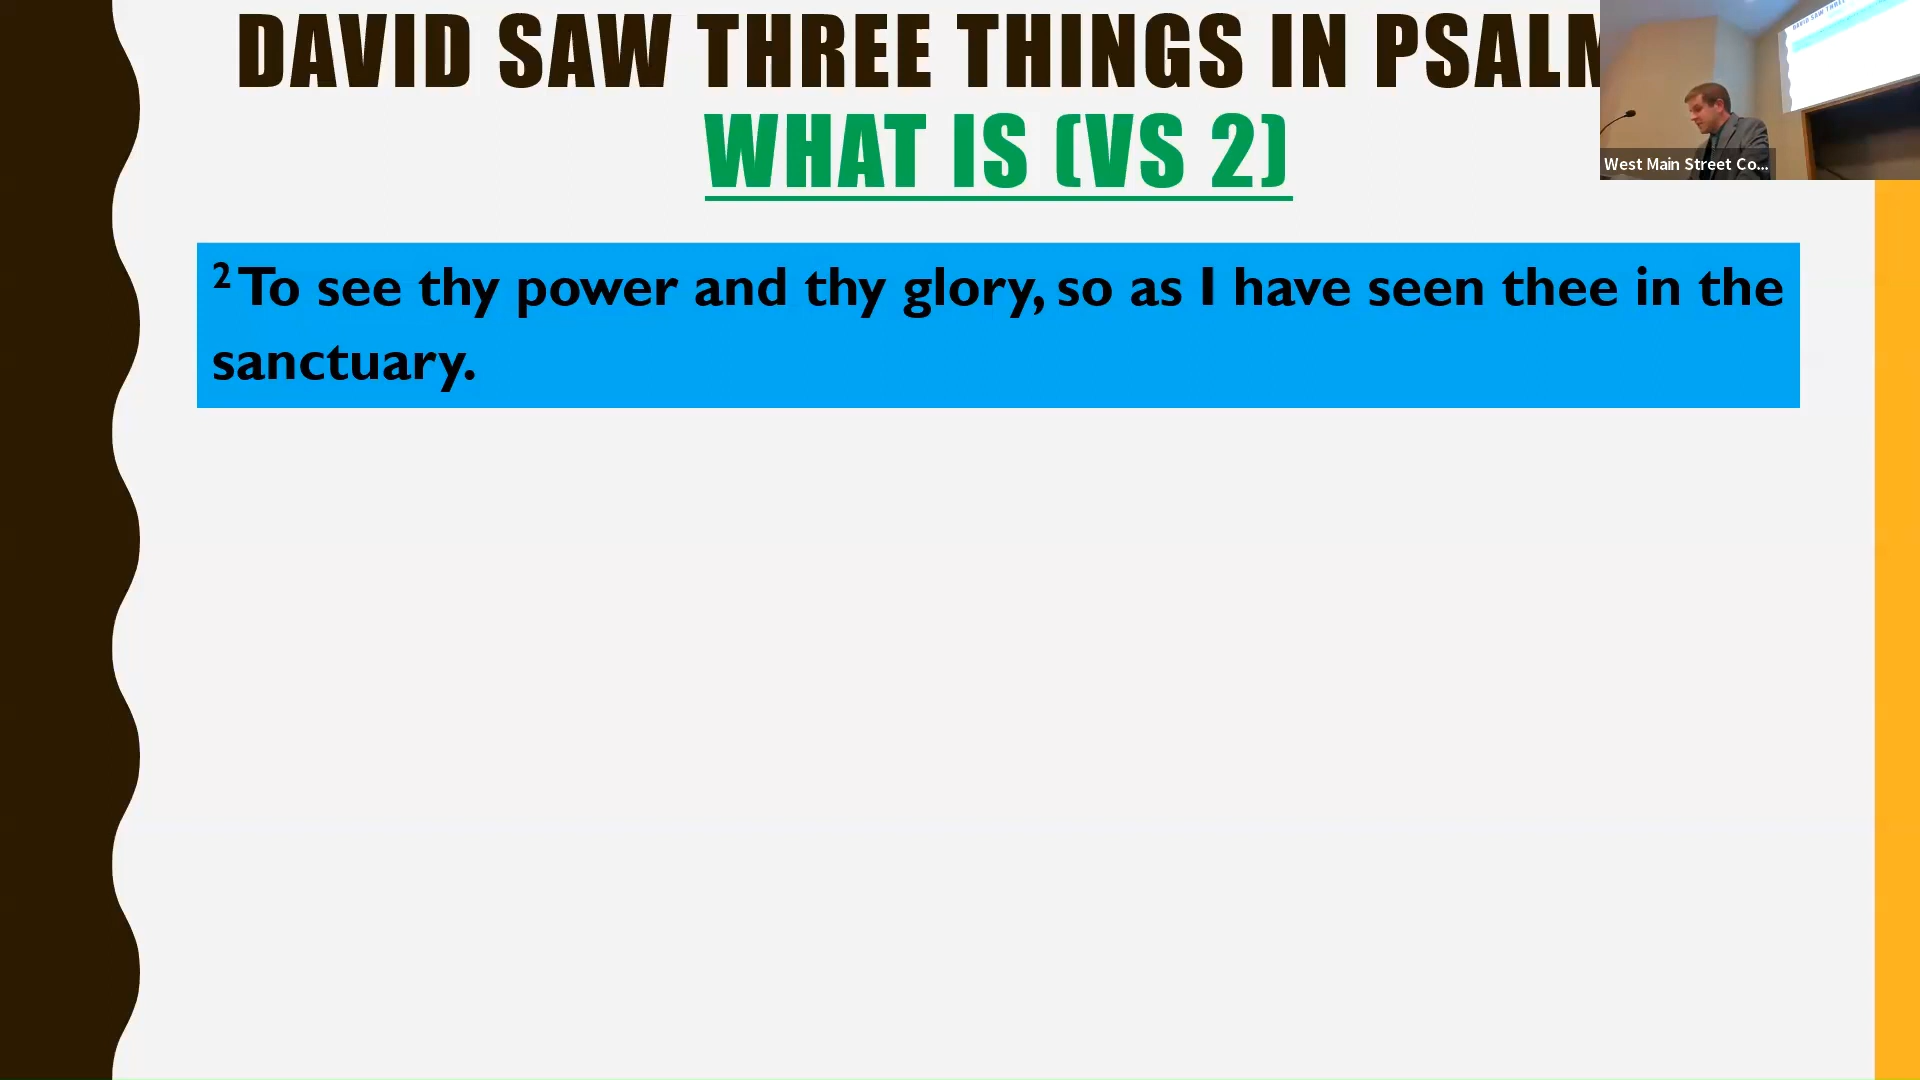 DAVID SAW THREE THINGS IN PSALM
WHAT IS (VS 2)
West Main Street Co...
2 To see thy power and thy glory, so as I have seen thee in the
sanctuary.